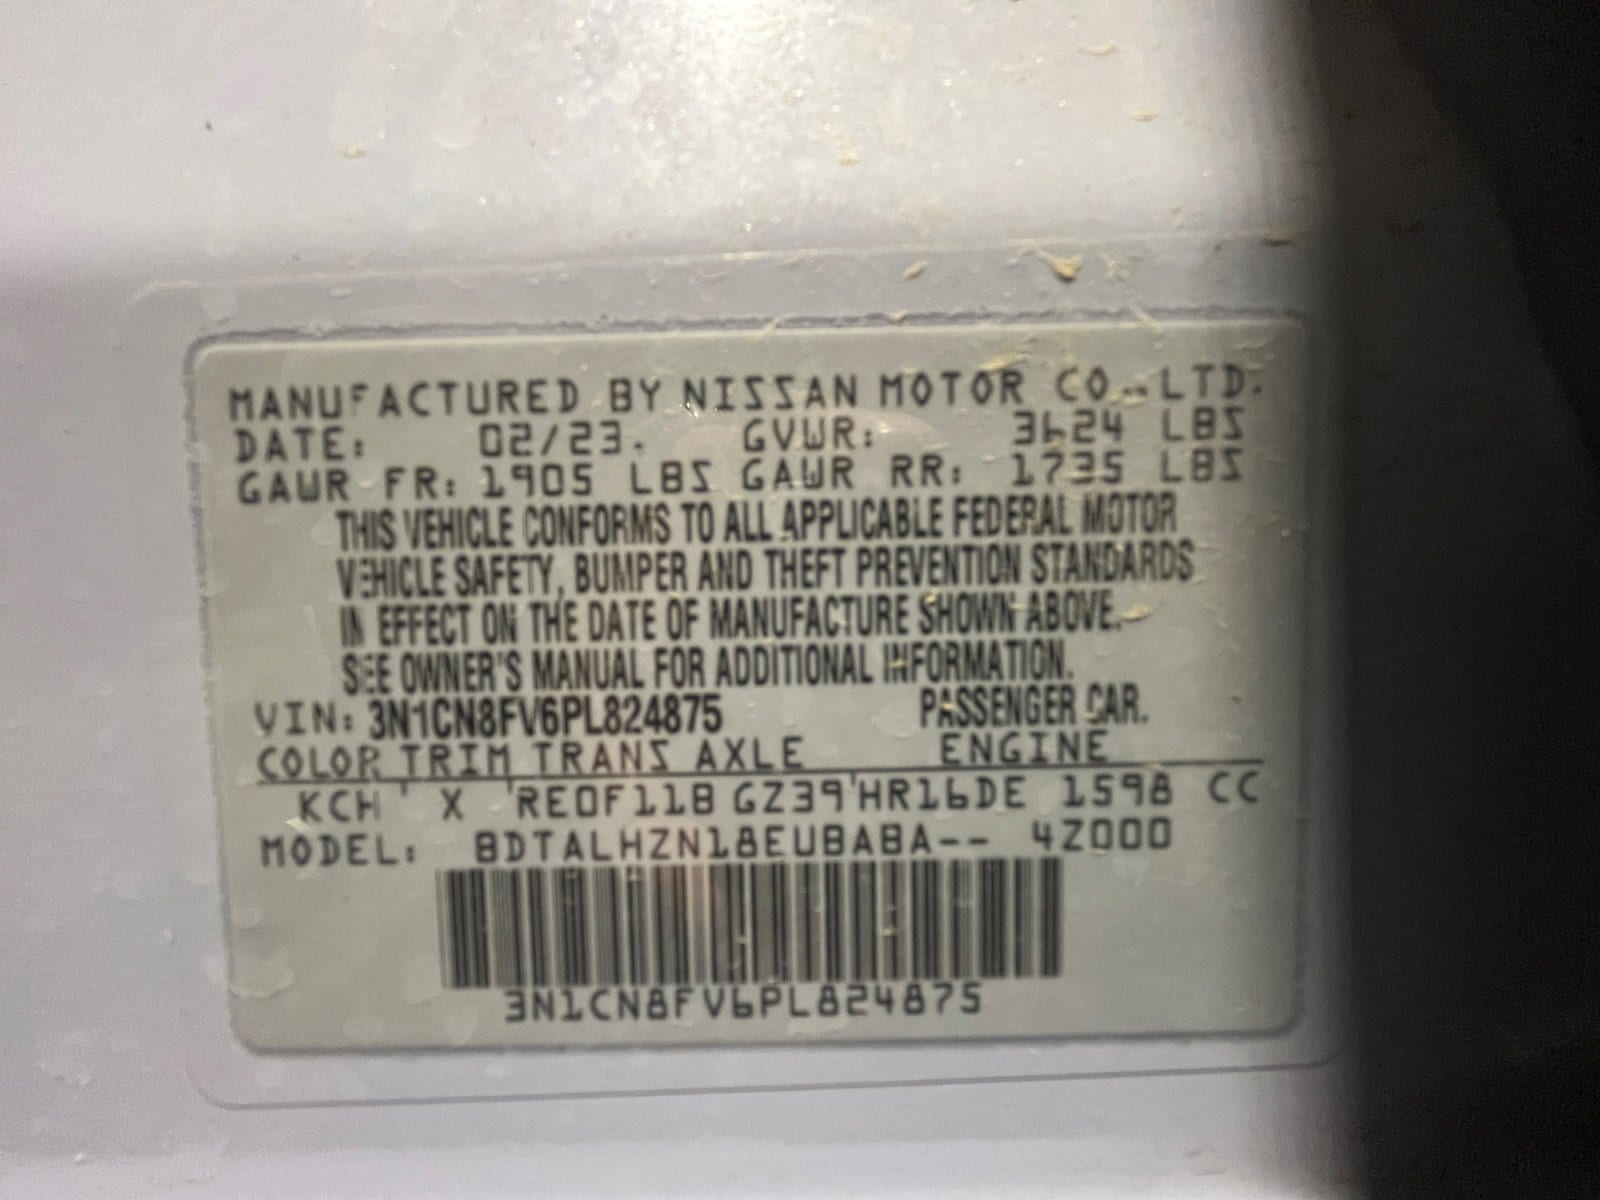 MANUFACTURED BY NISSAN MOTOR CO.,LTD.
DATE: 02/23. GVWR: 3624 LBS
GAWR FR: 1905 LBS GAWR RR: 1735 LBS
THIS VEHICLE CONFORMS TO ALL APPLICABLE FEDERAL MOTOR
VEHICLE SAFETY, BUMPER AND THEFT PREVENTION STANDARDS
IN EFFECT ON THE DATE OF MANUFACTURE SHOWN ABOVE.
SEE OWNER'S MANUAL FOR ADDITIONAL INFORMATION.
VIN: 3N1CN8FV6PL824875 PASSENGER CAR.
COLOR TRIM TRANS AXLE ENGINE
KCH ' X 'RE0F11B GZ39'HR16DE 1598 CC
MODEL: BDTALHZN18EUBABA-- 4Z000
3N1CN8FV6PL824875